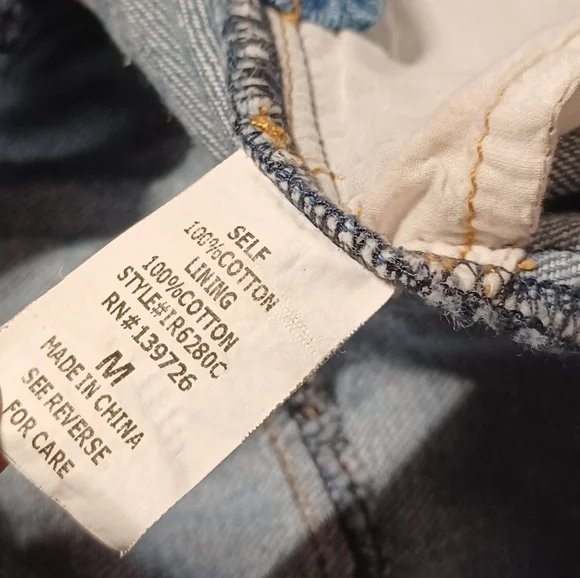 SELF
100%COTTON
LINING
100%COTTON
STYLE#IR6280C
RN#139726
M
MADE IN CHINA
SEE REVERSE
FOR CARE